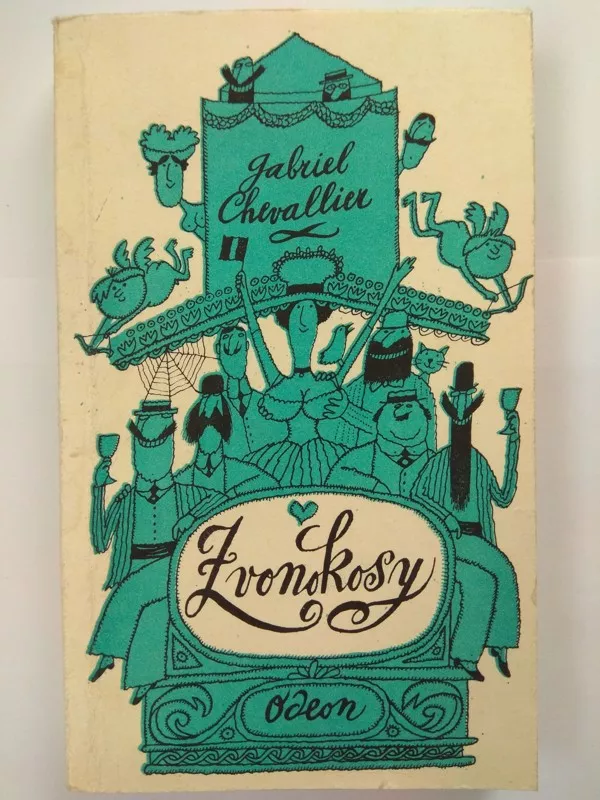 Gabriel
Chevallier
Zvonokosy
Odeon